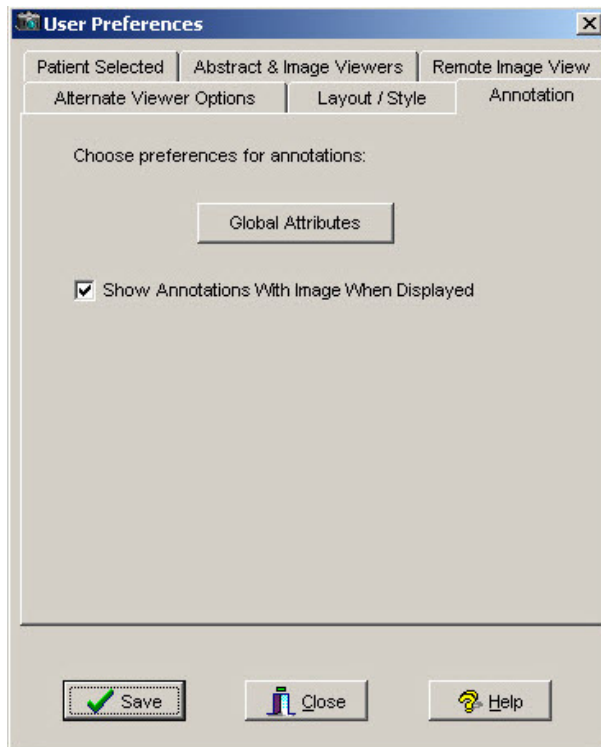 User Preferences
Patient Selected Abstract & Image Viewers Remote Image View
Alternate Viewer Options Layout / Style Annotation
Choose preferences for annotations:
Global Attributes
Show Annotations With Image When Displayed
Save Close Help